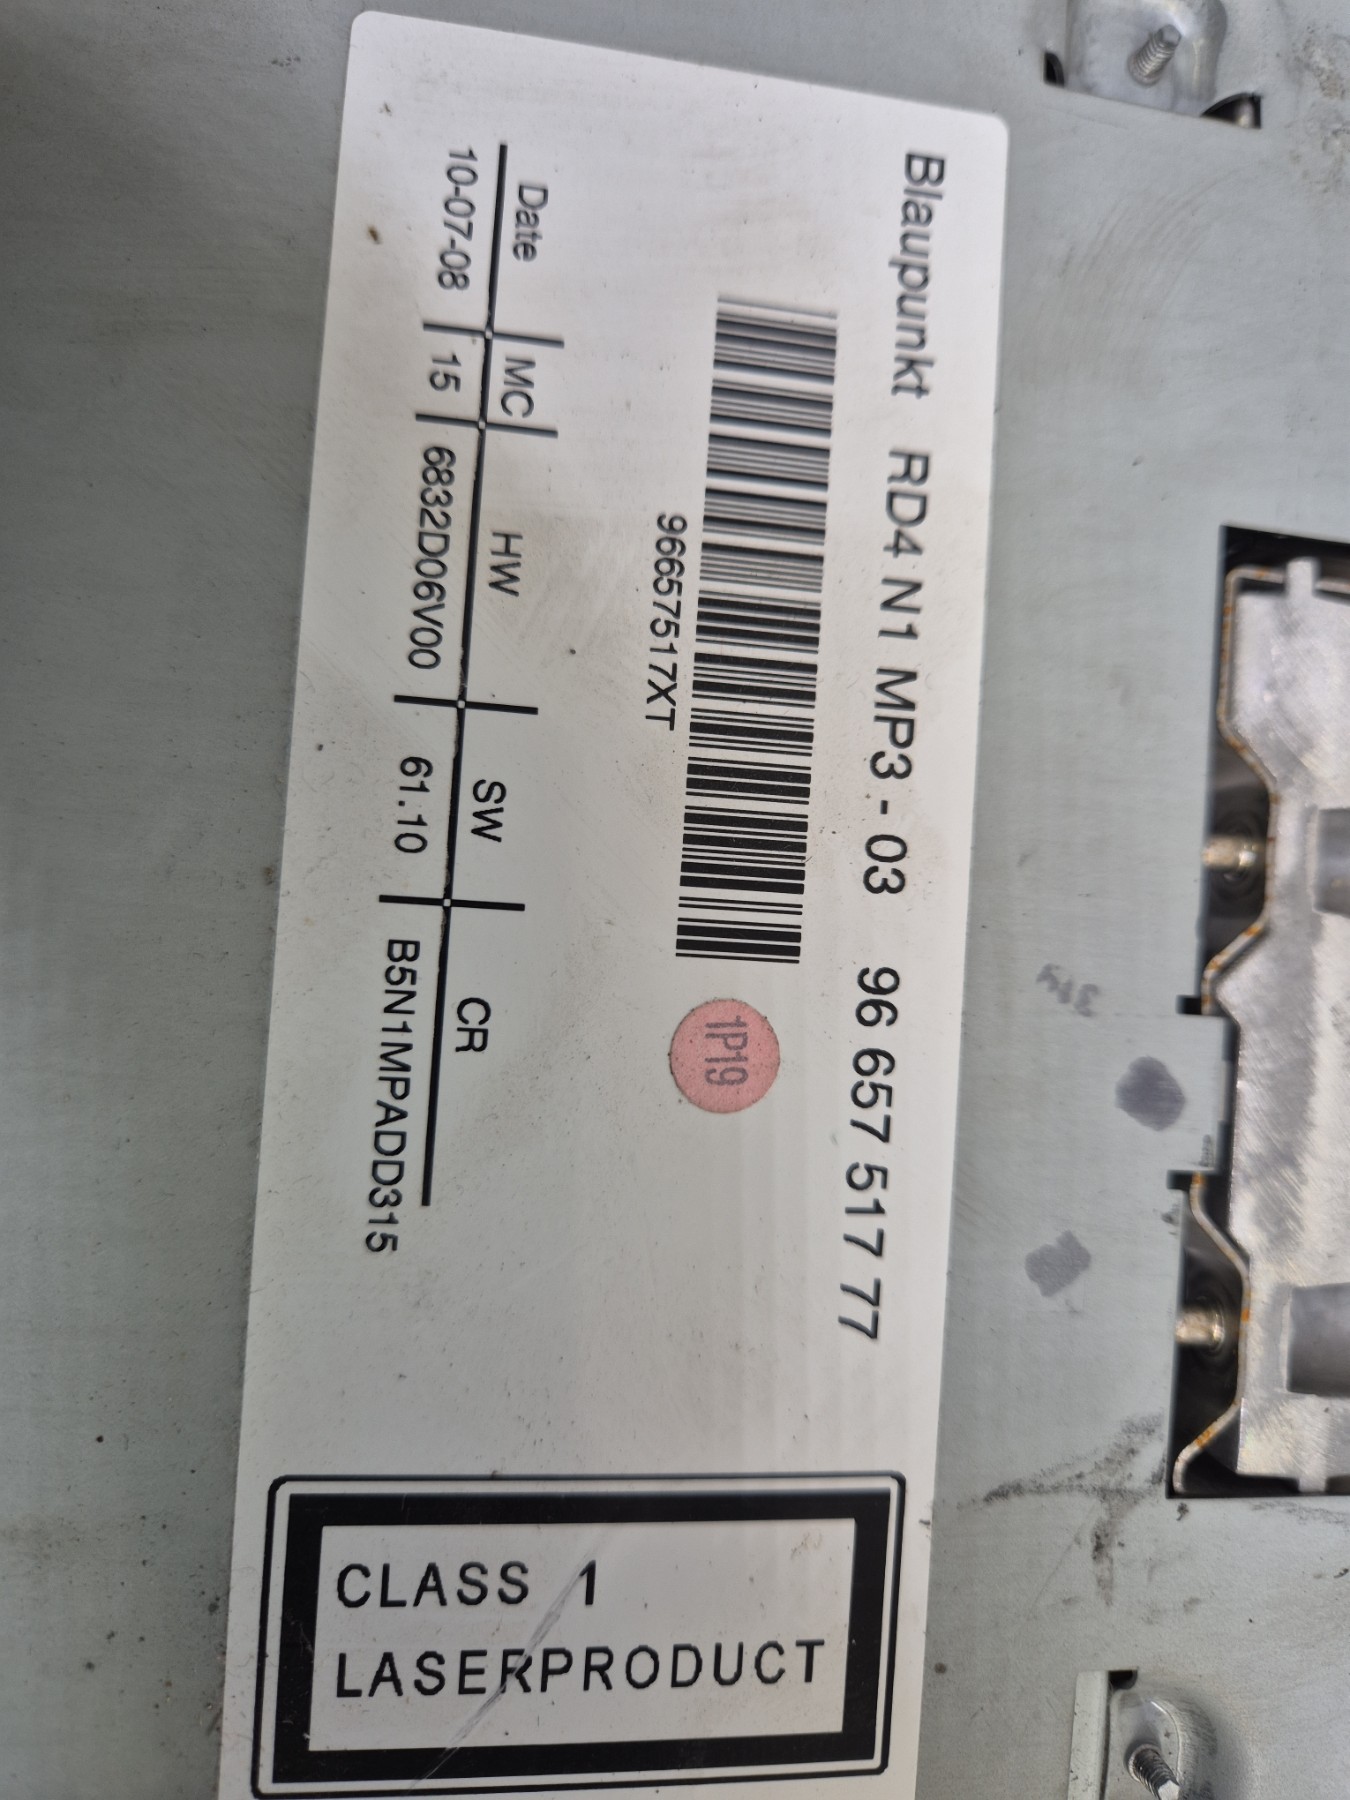 Blaupunkt RD4 N1 MP3 - 03 96 657 517 77
96657517XT
1P19
Date MC HW SW CR
10-07-08 15 6832D06V00 61.10 B5N1MPADD315
CLASS 1
LASERPRODUCT